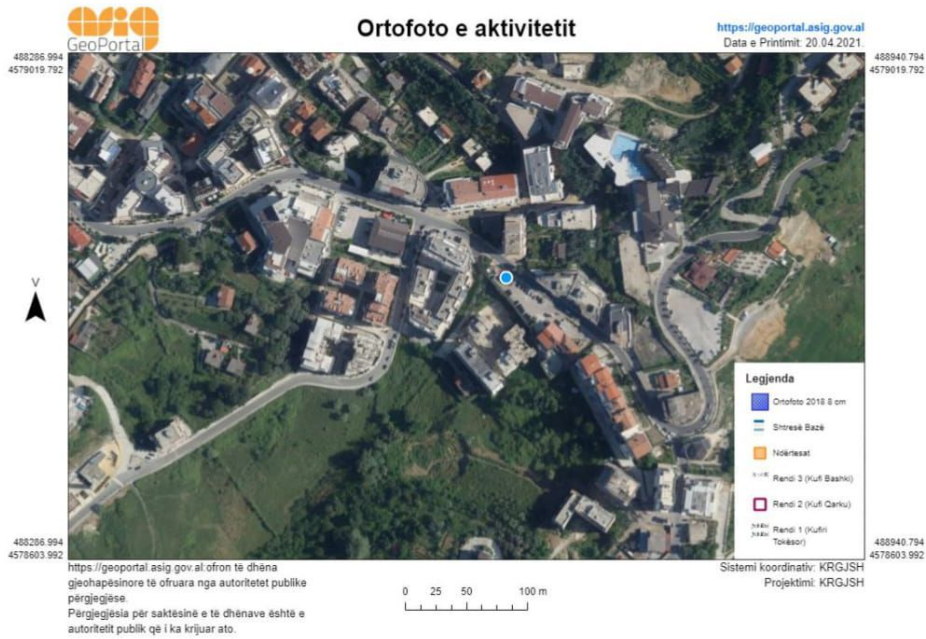 asig
GeoPortal
Ortofoto e aktivitetit
https://geoportal.asig.gov.al
Data e Printimit: 20.04.2021.
488286.994
4579019.792
488940.794
4579019.792
V
Legjenda
Ortofoto 2018 8 cm
Shtresë Bazë
Ndërtesat
Rendi 3 (Kufi Bashki)
Rendi 2 (Kufi Qarku)
Rendi 1 (Kufiri
Tokësor)
488286.994
4578603.992
488940.794
4578603.992
https://geoportal.asig.gov.al:ofron të dhëna
gjeohapësinore të ofruara nga autoritetet publike
përgjegjëse.
Përgjegjësia për saktësinë e të dhënave është e
autoritetit publik që i ka krijuar ato.
0 25 50 100 m
Sistemi koordinativ: KRGJSH
Projektimi: KRGJSH